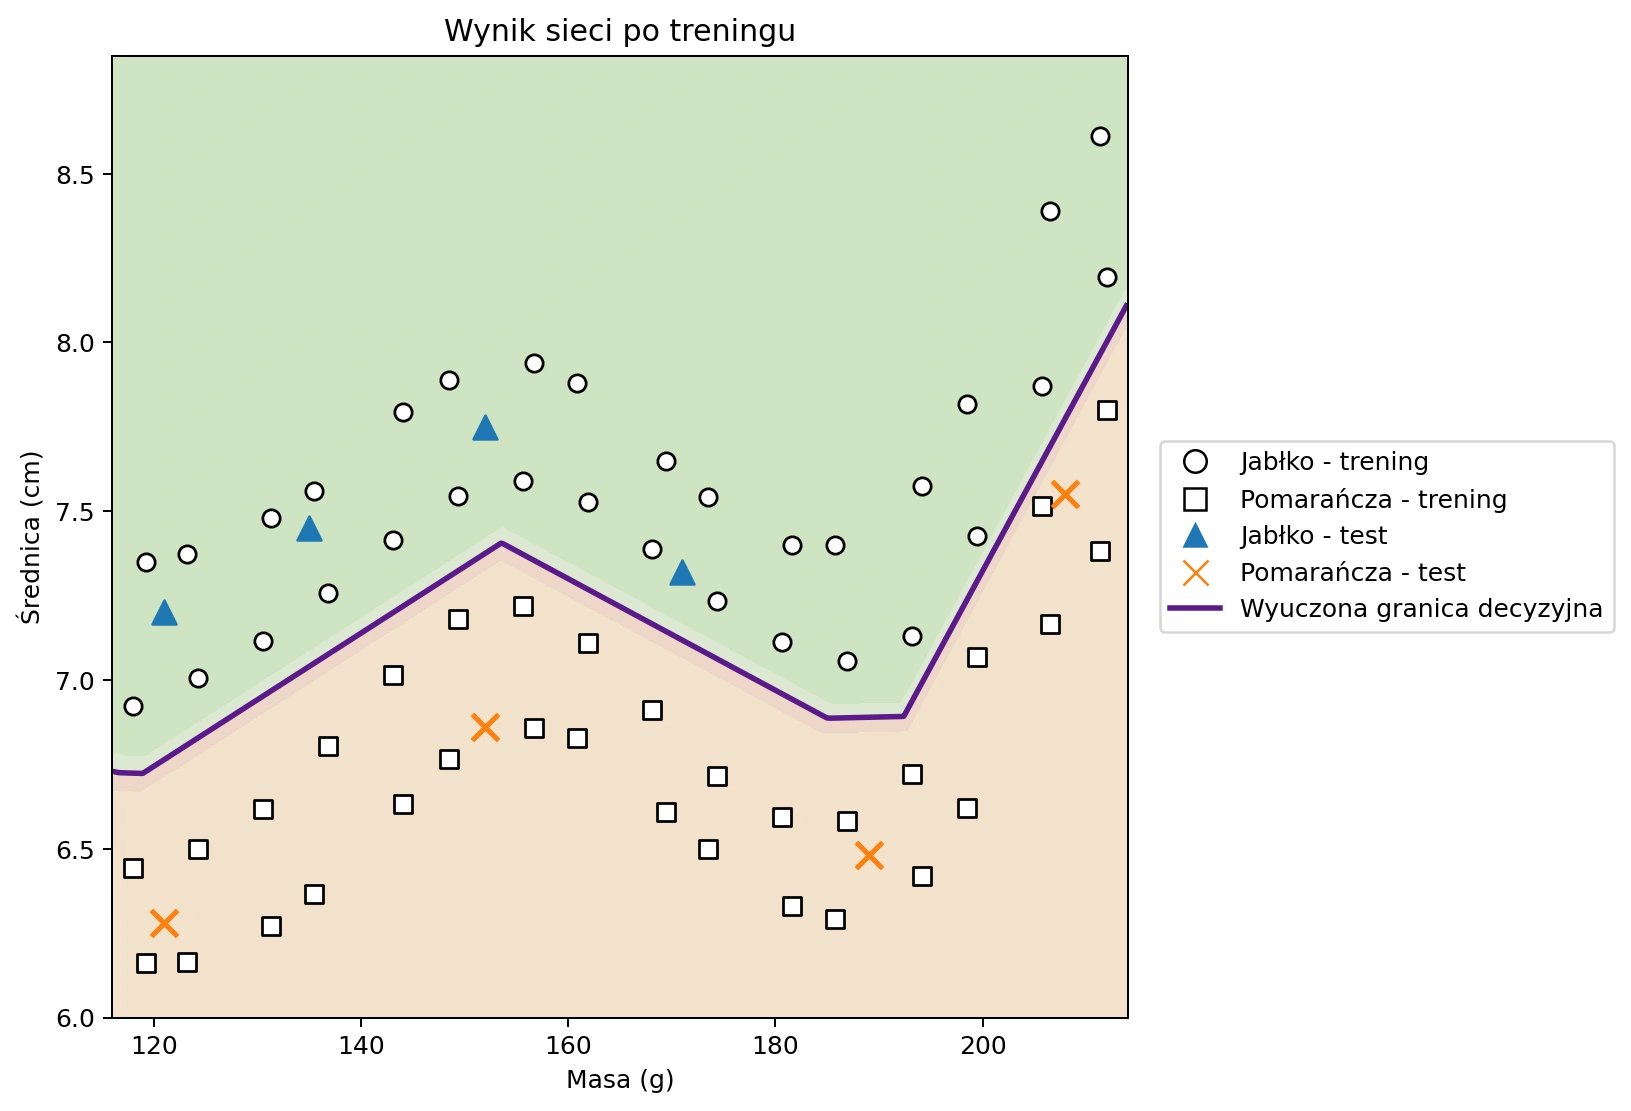 Wynik sieci po treningu
Średnica (cm)
8.5
8.0
7.5
7.0
6.5
6.0
120 140 160 180 200
Masa (g)
Jabłko - trening
Pomarańcza - trening
Jabłko - test
Pomarańcza - test
Wyuczona granica decyzyjna